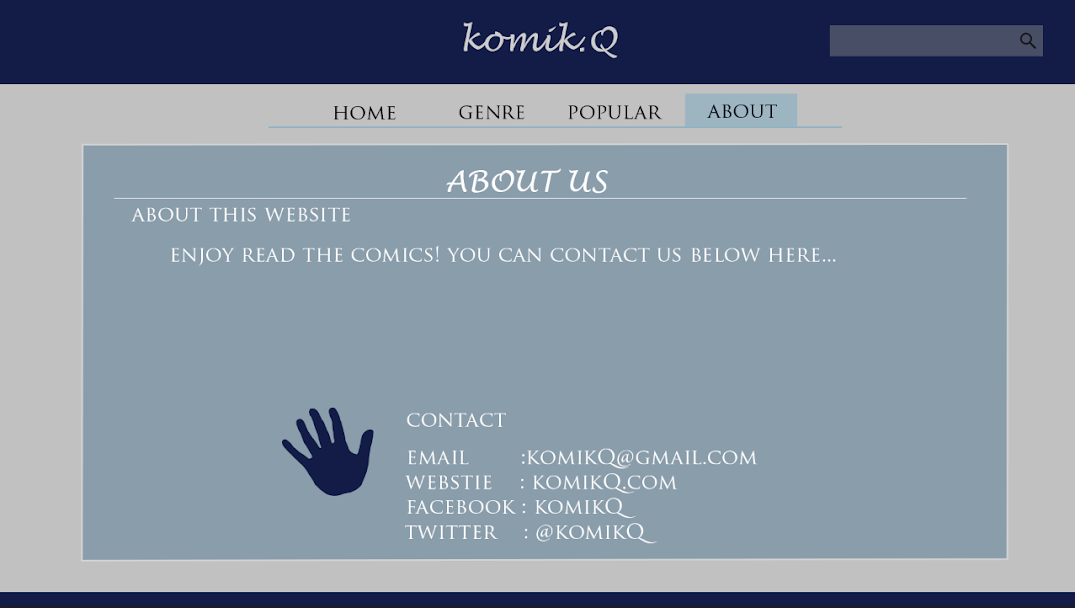 komik.Q
HOME GENRE POPULAR ABOUT
ABOUT US
ABOUT THIS WEBSITE
ENJOY READ THE COMICS! YOU CAN CONTACT US BELOW HERE...
CONTACT
EMAIL :KOMIKQ@GMAIL.COM
WEBSTIE : KOMIKQ.COM
FACEBOOK : KOMIKQ
TWITTER : @KOMIKQ